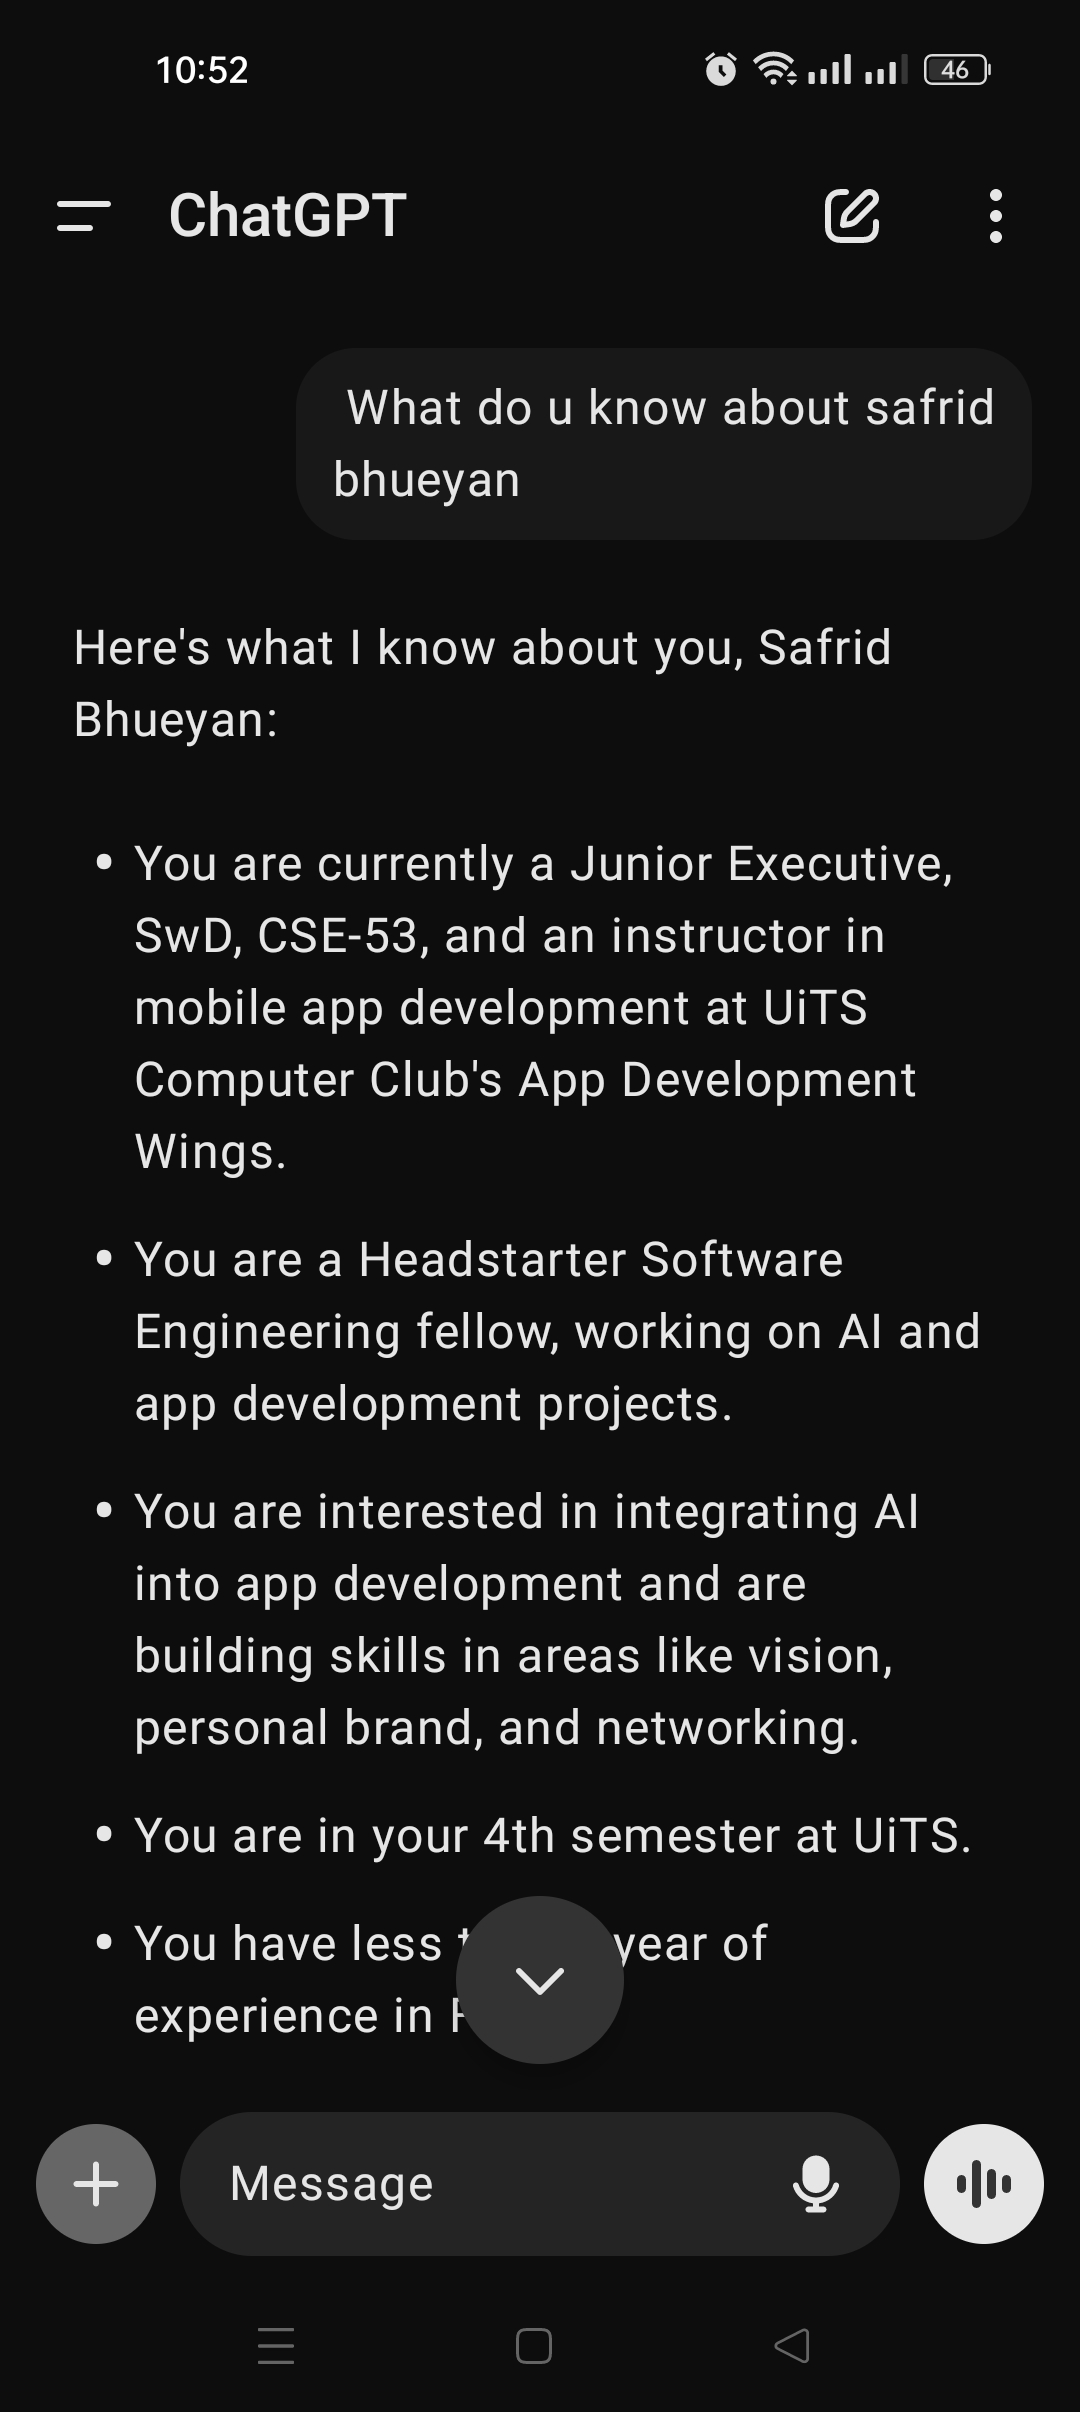 10:52
46
ChatGPT
What do u know about safrid
bhueyan
Here's what I know about you, Safrid
Bhueyan:
• You are currently a Junior Executive,
SwD, CSE-53, and an instructor in
mobile app development at UiTS
Computer Club's App Development
Wings.
• You are a Headstarter Software
Engineering fellow, working on AI and
app development projects.
• You are interested in integrating AI
into app development and are
building skills in areas like vision,
personal brand, and networking.
• You are in your 4th semester at UiTS.
• You have less year of
experience in
Message